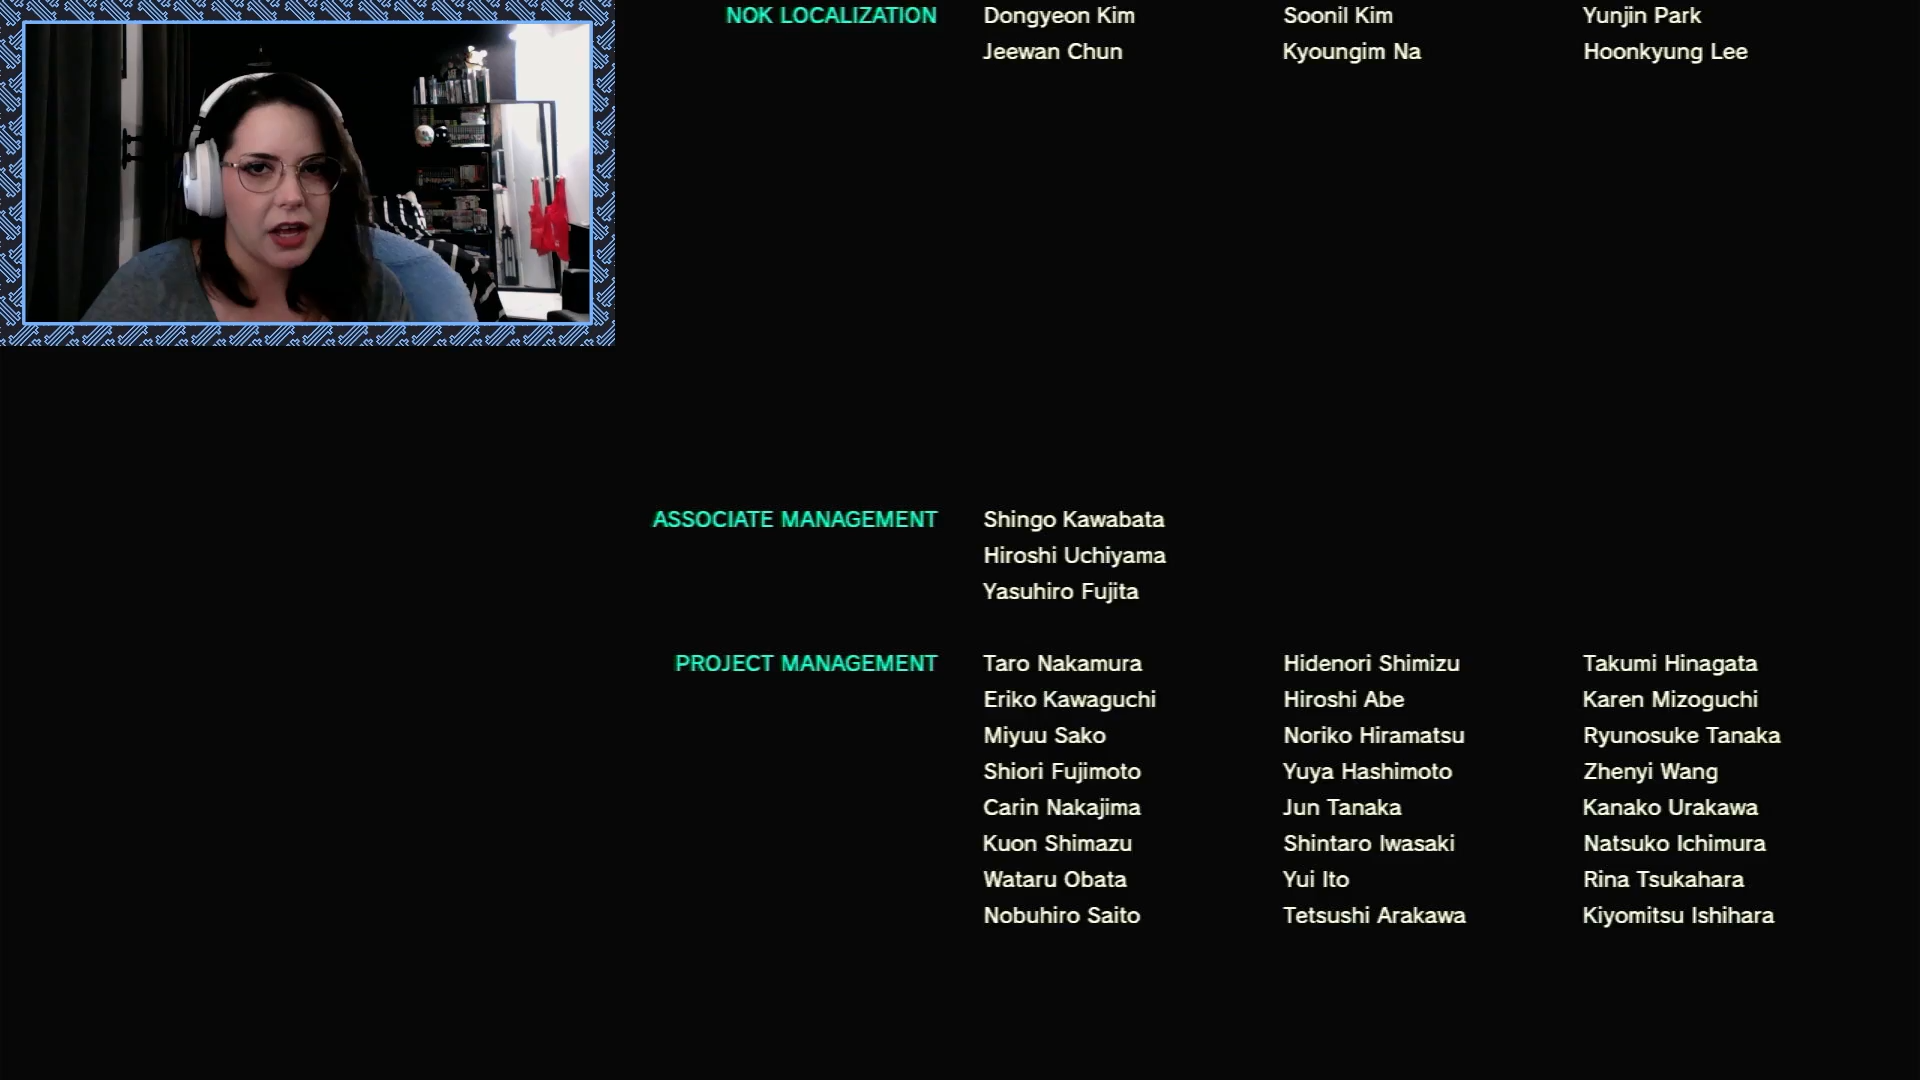 NOK LOCALIZATION Dongyeon Kim Soonil Kim Yunjin Park
Jeewan Chun Kyoungim Na Hoonkyung Lee
ASSOCIATE MANAGEMENT Shingo Kawabata
Hiroshi Uchiyama
Yasuhiro Fujita
PROJECT MANAGEMENT Taro Nakamura Hidenori Shimizu Takumi Hinagata
Eriko Kawaguchi Hiroshi Abe Karen Mizoguchi
Miyuu Sako Noriko Hiramatsu Ryunosuke Tanaka
Shiori Fujimoto Yuya Hashimoto Zhenyi Wang
Carin Nakajima Jun Tanaka Kanako Urakawa
Kuon Shimazu Shintaro Iwasaki Natsuko Ichimura
Wataru Obata Yui Ito Rina Tsukahara
Nobuhiro Saito Tetsushi Arakawa Kiyomitsu Ishihara